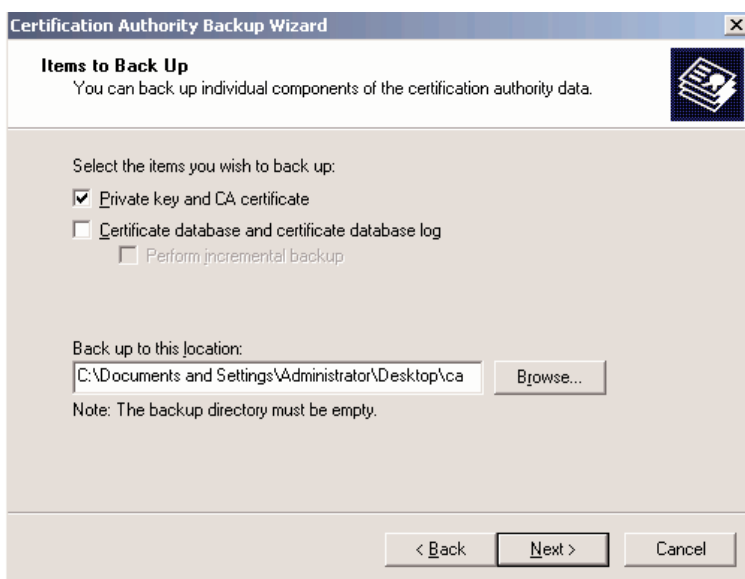 Certification Authority Backup Wizard
Items to Back Up
You can back up individual components of the certification authority data.
Select the items you wish to back up:
Private key and CA certificate
Certificate database and certificate database log
Perform incremental backup
Back up to this location:
C:\Documents and Settings\Administrator\Desktop\ca
Browse...
Note: The backup directory must be empty.
< Back
Next >
Cancel